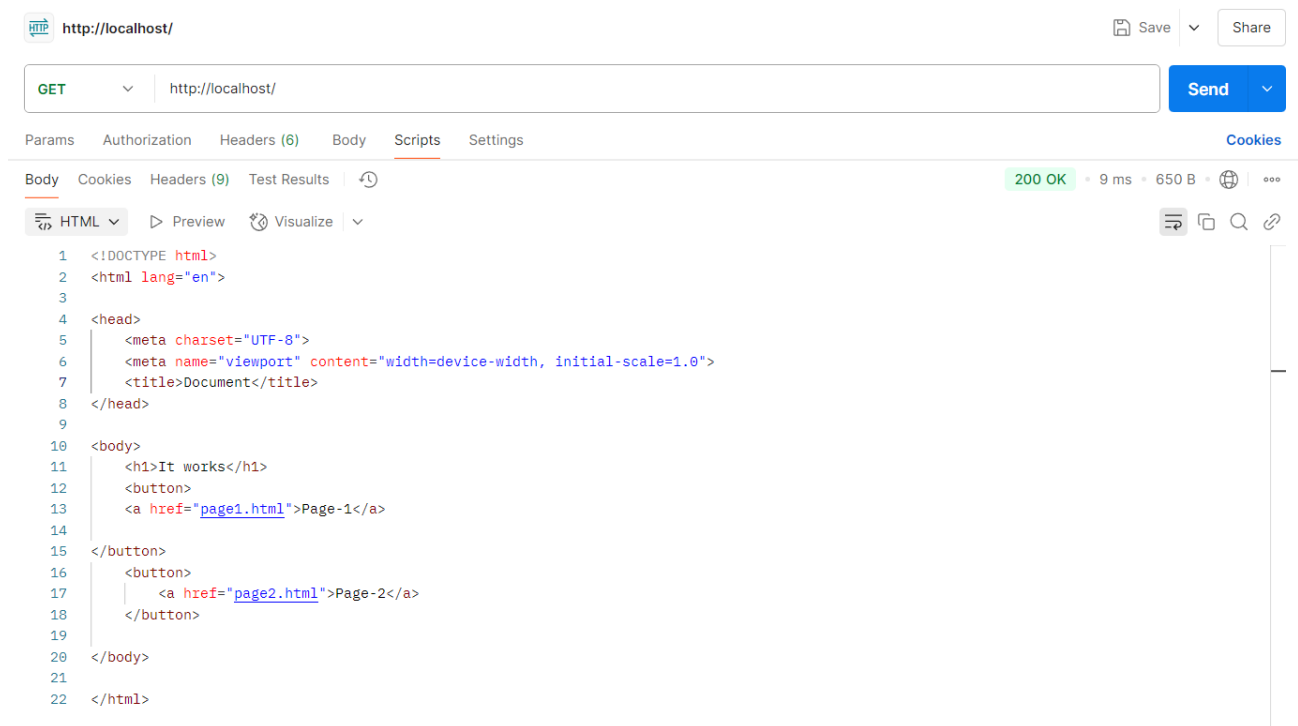 HTTP http://localhost/ Save Share
GET http://localhost/ Send
Params Authorization Headers (6) Body Scripts Settings Cookies
Body Cookies Headers (9) Test Results 200 OK • 9 ms • 650 B •
HTML Preview Visualize
1 <!DOCTYPE html>
2 <html lang="en">
3
4 <head>
5     <meta charset="UTF-8">
6     <meta name="viewport" content="width=device-width, initial-scale=1.0">
7     <title>Document</title>
8 </head>
9
10 <body>
11     <h1>It works</h1>
12     <button>
13     <a href="page1.html">Page-1</a>
14
15 </button>
16     <button>
17         <a href="page2.html">Page-2</a>
18     </button>
19
20 </body>
21
22 </html>